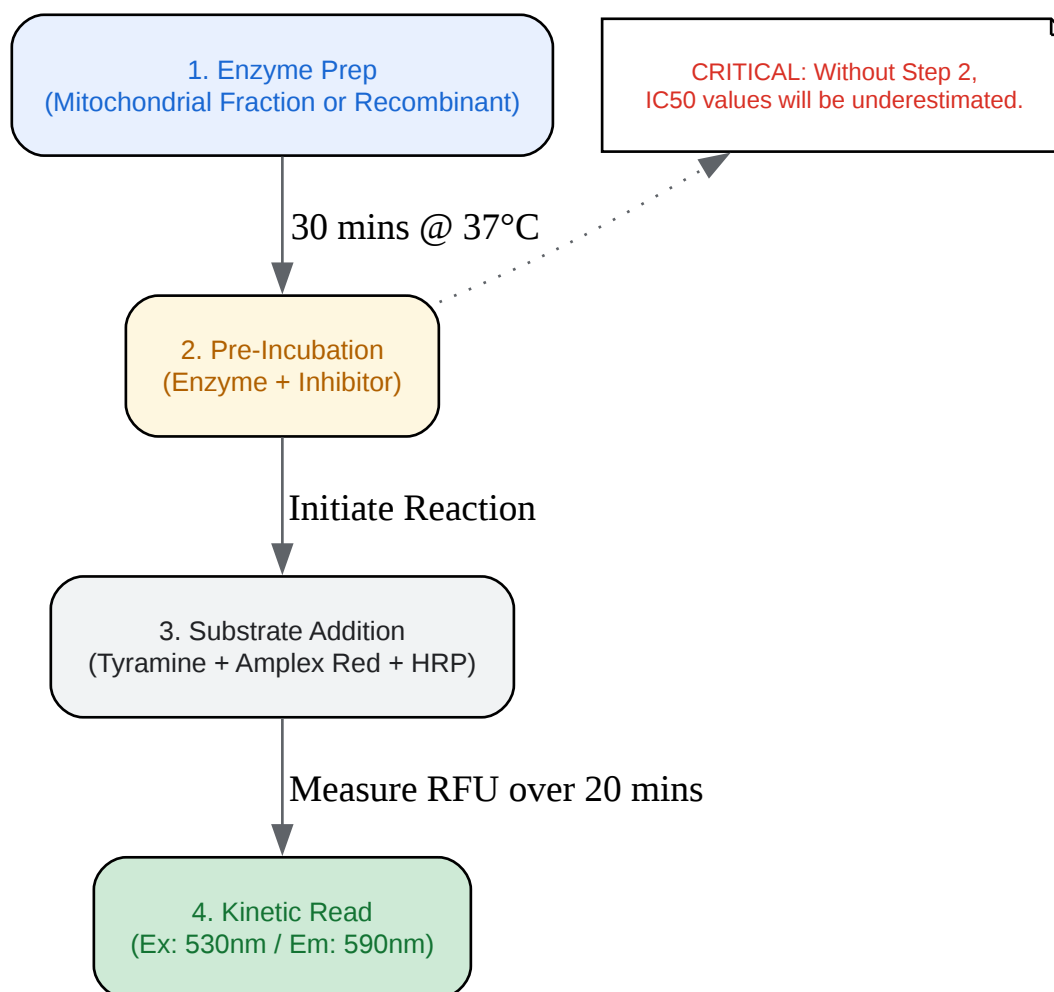 1. Enzyme Prep
(Mitochondrial Fraction or Recombinant)
CRITICAL: Without Step 2,
IC50 values will be underestimated.
30 mins @ 37°C
2. Pre-Incubation
(Enzyme + Inhibitor)
Initiate Reaction
3. Substrate Addition
(Tyramine + Amplex Red + HRP)
Measure RFU over 20 mins
4. Kinetic Read
(Ex: 530nm / Em: 590nm)